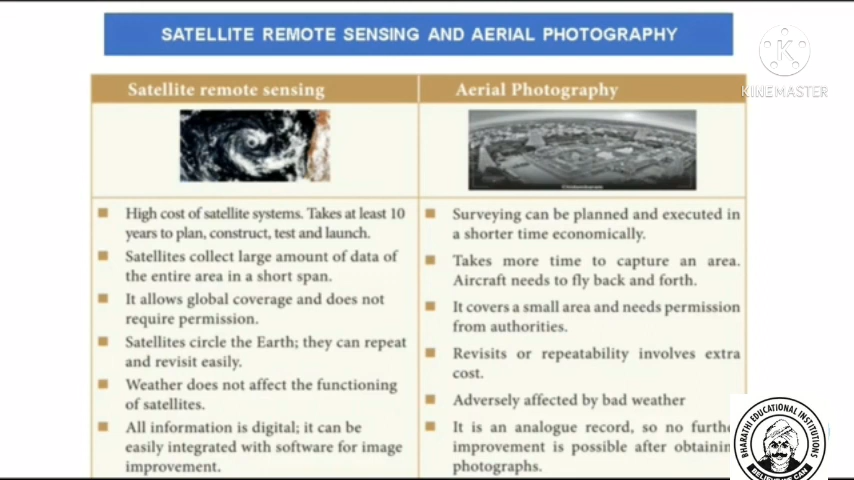 SATELLITE REMOTE SENSING AND AERIAL PHOTOGRAPHY
KINEMASTER
Satellite remote sensing
Aerial Photography
High cost of satellite systems. Takes at least 10
years to plan, construct, test and launch.
Satellites collect large amount of data of
the entire area in a short span.
It allows global coverage and does not
require permission.
Satellites circle the Earth; they can repeat
and revisit easily.
Weather does not affect the functioning
of satellites.
All information is digital; it can be
easily integrated with software for image
improvement.
Surveying can be planned and executed in
a shorter time economically.
Takes more time to capture an area.
Aircraft needs to fly back and forth.
It covers a small area and needs permission
from authorities.
Revisits or repeatability involves extra
cost.
Adversely affected by bad weather
It is an analogue record, so no furthe
improvement is possible after obtainin
photographs.
BHARATHI EDUCATIONAL INSTITUTIONS